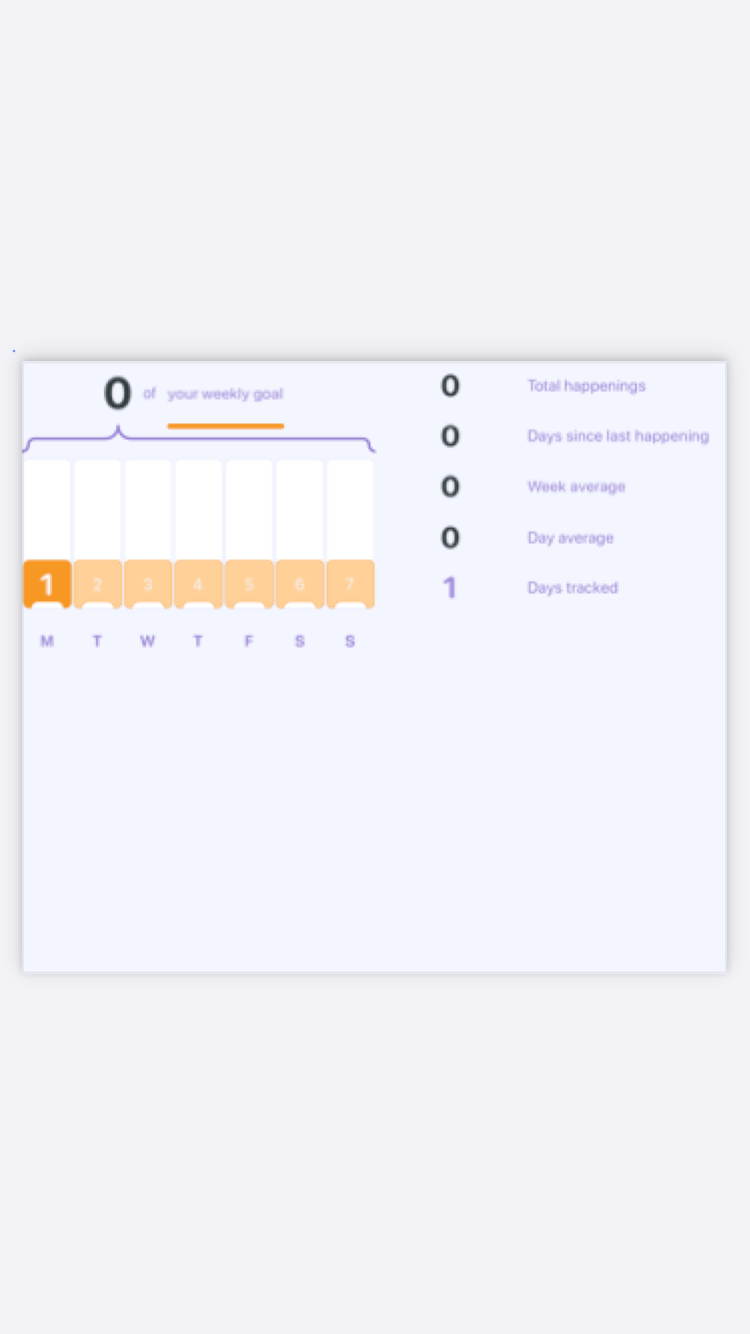 0 of your weekly goal
1 2 3 4 5 6 7
M T W T F S S
0 Total happenings
0 Days since last happening
0 Week average
0 Day average
1 Days tracked